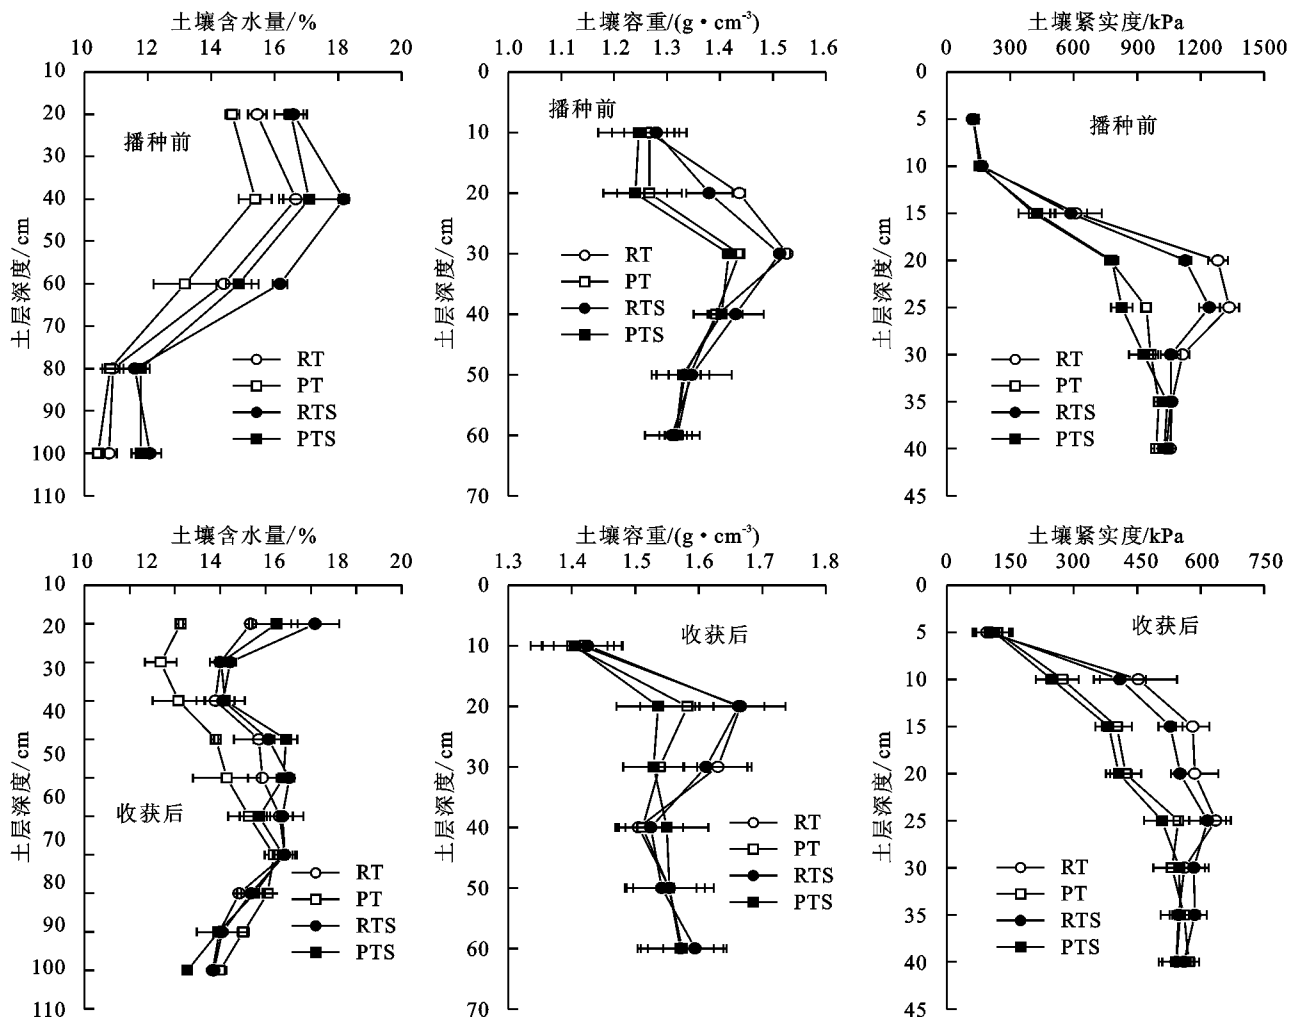 土壤含水量/%
10 12 14 16 18 20
10
20
30
40
50
60
70
80
90
100
110
土层深度/cm
播种前
RT
PT
RTS
PTS
土壤容重/(g·cm⁻³)
1.0 1.1 1.2 1.3 1.4 1.5 1.6
0
10
20
30
40
50
60
70
土层深度/cm
播种前
RT
PT
RTS
PTS
土壤紧实度/kPa
0 300 600 900 1200 1500
0
5
10
15
20
25
30
35
40
45
土层深度/cm
播种前
RT
PT
RTS
PTS
土壤含水量/%
10 12 14 16 18 20
10
20
30
40
50
60
70
80
90
100
110
土层深度/cm
收获后
RT
PT
RTS
PTS
土壤容重/(g·cm⁻³)
1.3 1.4 1.5 1.6 1.7 1.8
0
10
20
30
40
50
60
70
土层深度/cm
收获后
RT
PT
RTS
PTS
土壤紧实度/kPa
0 150 300 450 600 750
0
5
10
15
20
25
30
35
40
45
土层深度/cm
收获后
RT
PT
RTS
PTS